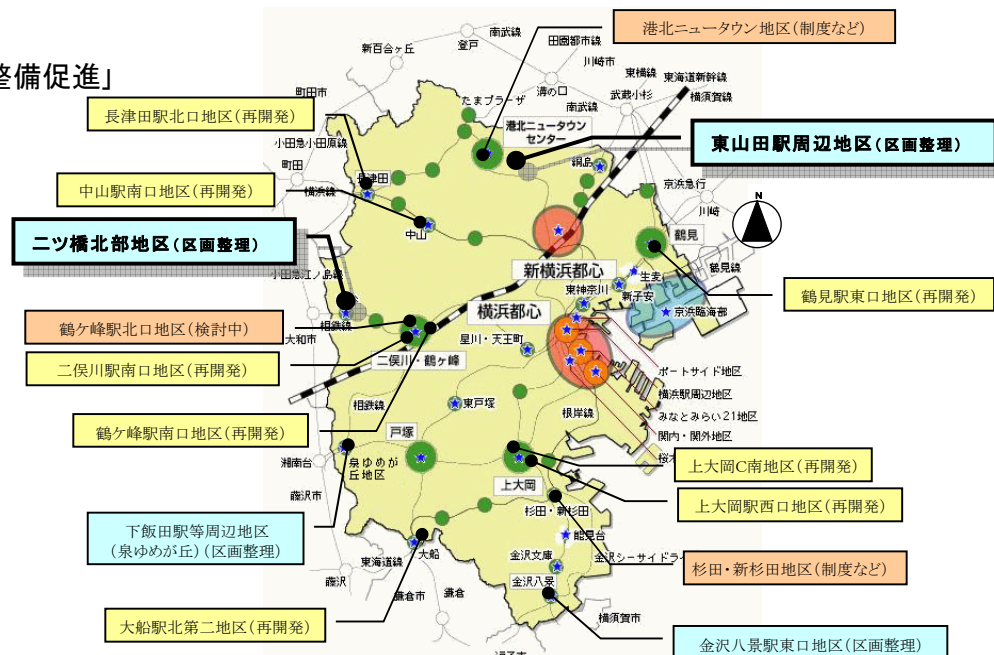 整備促進」
港北ニュータウン地区(制度など)
南武線
登戸
新百合ヶ丘
田園都市線
川崎市
溝の口
東横線
東海道新幹線
武蔵小杉
横須賀線
南武線
町田市
たまプラーザ
長津田駅北口地区(再開発)
港北ニュータウン
センター
東山田駅周辺地区(区画整理)
小田急小田原線
町田
綱島
長津田
横浜線
京浜急行
川崎
中山駅南口地区(再開発)
N
中山
鶴見
二ツ橋北部地区(区画整理)
新横浜都心
生麦
鶴見線
小田急江ノ島線
東神奈川
新子安
鶴見駅東口地区(再開発)
京浜臨海部
横浜都心
鶴ケ峰駅北口地区(検討中)
相鉄線
大和市
星川・天王町
二俣川・鶴ヶ峰
二俣川駅南口地区(再開発)
ポートサイド地区
横浜駅周辺地区
みなとみらい21地区
関内・関外地区
桜木
相鉄線
東戸塚
根岸線
鶴ケ峰駅南口地区(再開発)
戸塚
湘南台
泉ゆめが
丘地区
上大岡C南地区(再開発)
上大岡
上大岡駅西口地区(再開発)
藤沢市
杉田・新杉田
下飯田駅等周辺地区
(泉ゆめが丘)(区画整理)
能見台
大船
東海道線
金沢文庫
金沢シーサイドライ
杉田・新杉田地区(制度など)
藤沢
金沢八景
鎌倉市
鎌倉
横須賀市
大船駅北第二地区(再開発)
金沢八景駅東口地区(区画整理)